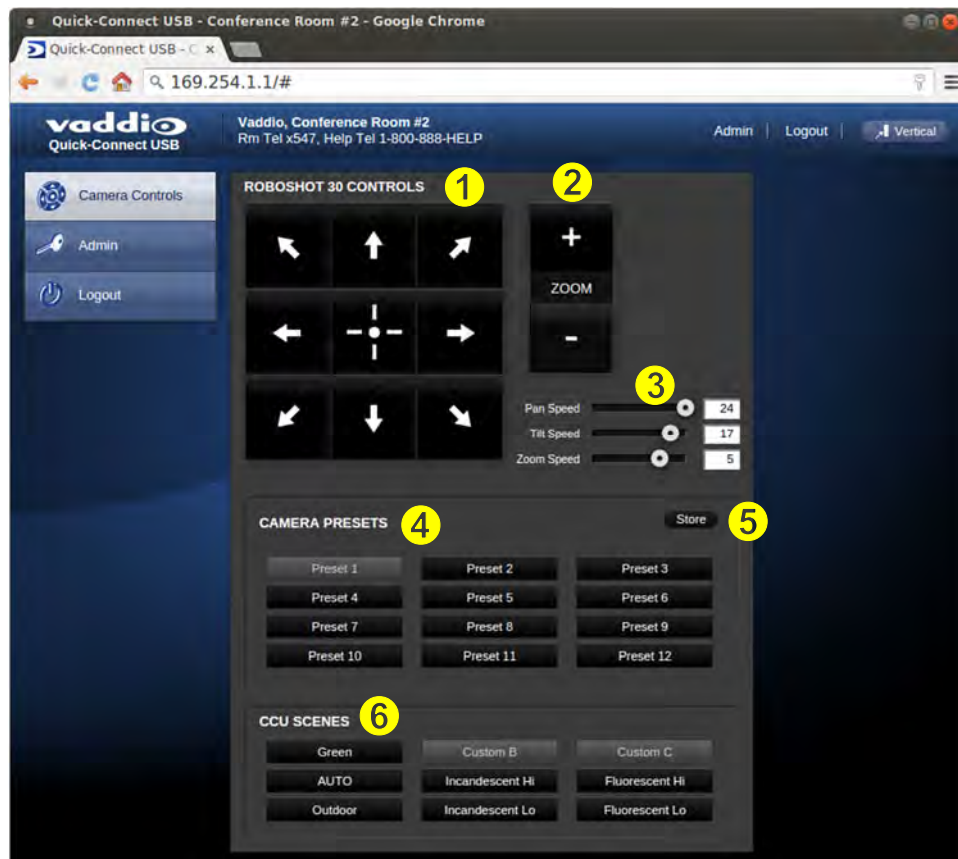 Quick-Connect USB - Conference Room #2 - Google Chrome
Quick-Connect USB - C
169.254.1.1/#
vaddio
Quick-Connect USB
Vaddio, Conference Room #2
Rm Tel x547, Help Tel 1-800-888-HELP
Admin | Logout | Vertical
Camera Controls
Admin
Logout
ROBOSHOT 30 CONTROLS 1
2
+
ZOOM
-
3
Pan Speed 24
Tilt Speed 17
Zoom Speed 5
CAMERA PRESETS 4
Store 5
Preset 1 Preset 2 Preset 3
Preset 4 Preset 5 Preset 6
Preset 7 Preset 8 Preset 9
Preset 10 Preset 11 Preset 12
CCU SCENES 6
Green Custom B Custom C
AUTO Incandescent Hi Fluorescent Hi
Outdoor Incandescent Lo Fluorescent Lo